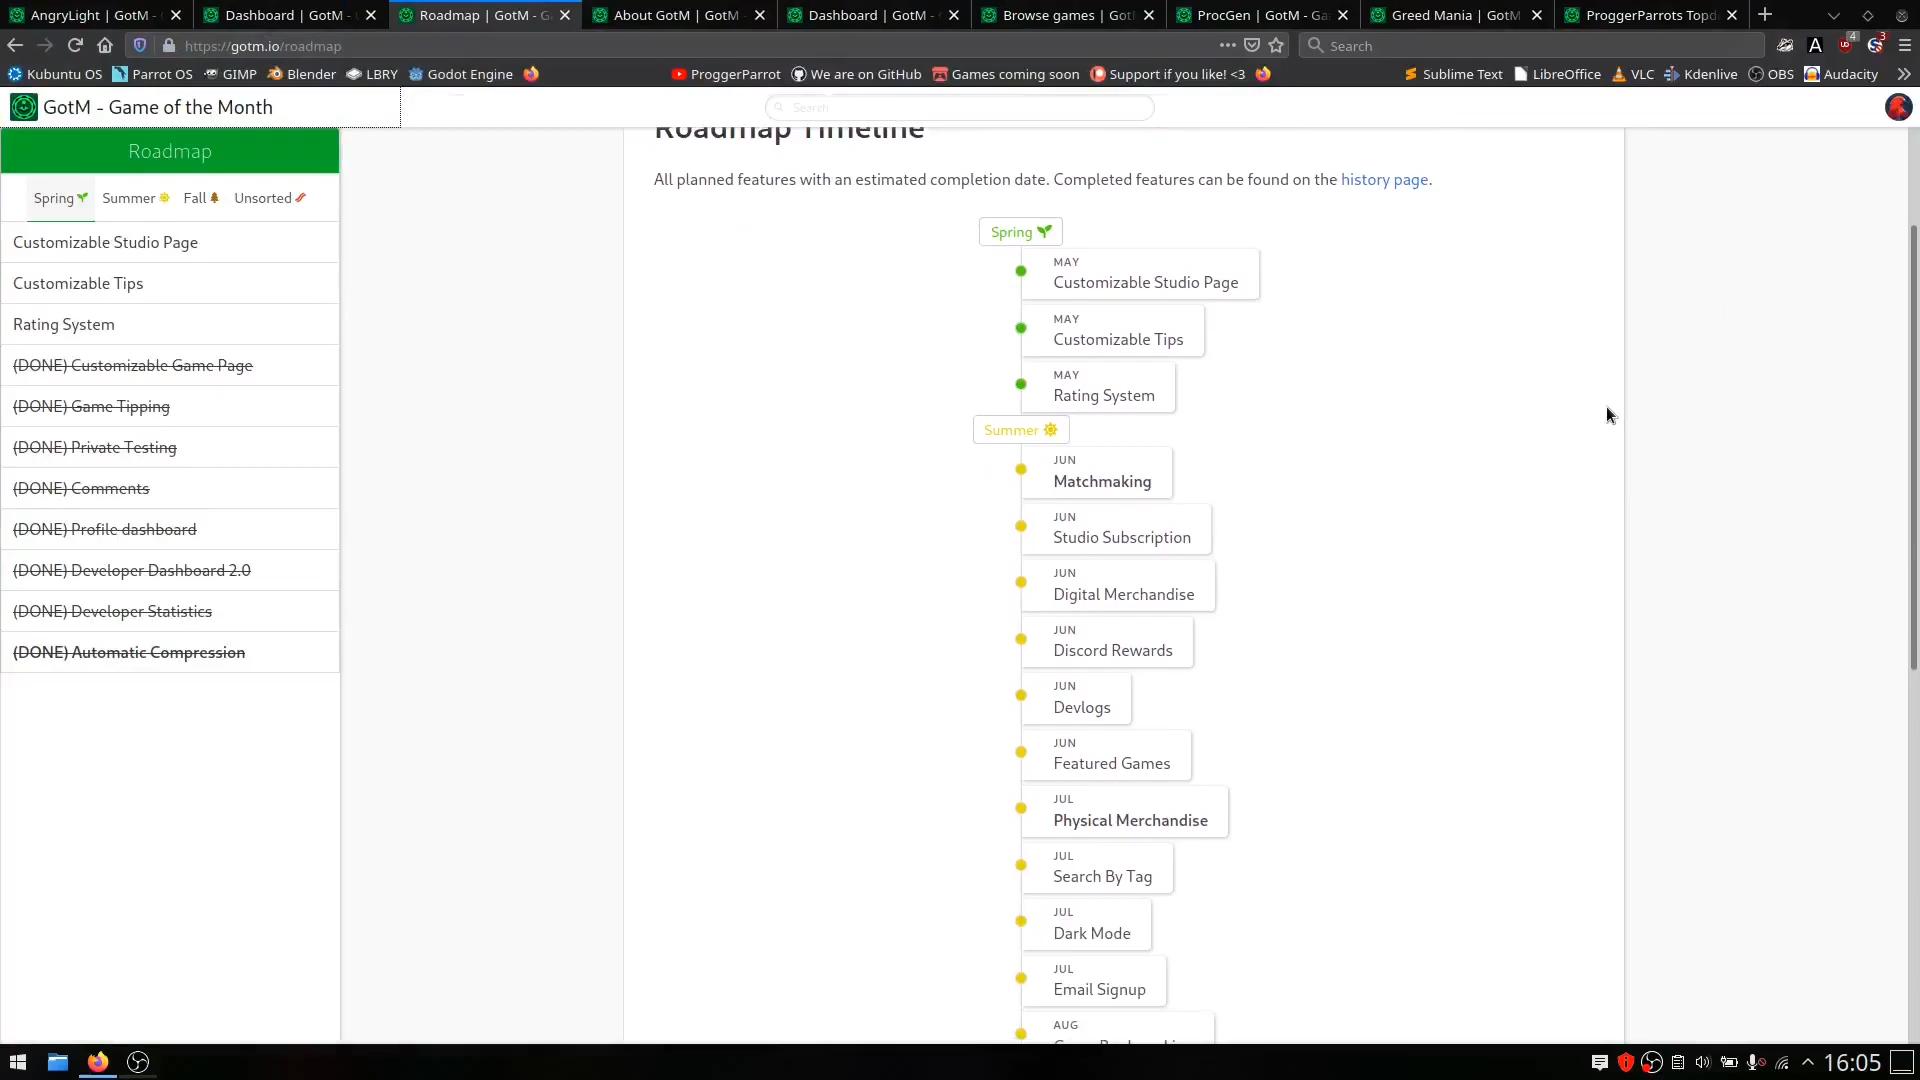 AngryLight | GotM -
Dashboard | GotM -
Roadmap | GotM - G
About GotM | GotM -
Dashboard | GotM -
Browse games | Got
ProcGen | GotM - Ga
Greed Mania | GotM
ProggerParrots Topd
https://gotm.io/roadmap
Search
4
3
Kubuntu OS
Parrot OS
GIMP
Blender
LBRY
Godot Engine
ProggerParrot
We are on GitHub
Games coming soon
Support if you like! <3
Sublime Text
LibreOffice
VLC
Kdenlive
OBS
Audacity
GotM - Game of the Month
Search
Roadmap
Spring
Summer
Fall
Unsorted
Customizable Studio Page
Customizable Tips
Rating System
(DONE) Customizable Game Page
(DONE) Game Tipping
(DONE) Private Testing
(DONE) Comments
(DONE) Profile dashboard
(DONE) Developer Dashboard 2.0
(DONE) Developer Statistics
(DONE) Automatic Compression
Roadmap Timeline
All planned features with an estimated completion date. Completed features can be found on the history page.
Spring
MAY
Customizable Studio Page
MAY
Customizable Tips
MAY
Rating System
Summer
JUN
Matchmaking
JUN
Studio Subscription
JUN
Digital Merchandise
JUN
Discord Rewards
JUN
Devlogs
JUN
Featured Games
JUL
Physical Merchandise
JUL
Search By Tag
JUL
Dark Mode
JUL
Email Signup
AUG
16:05